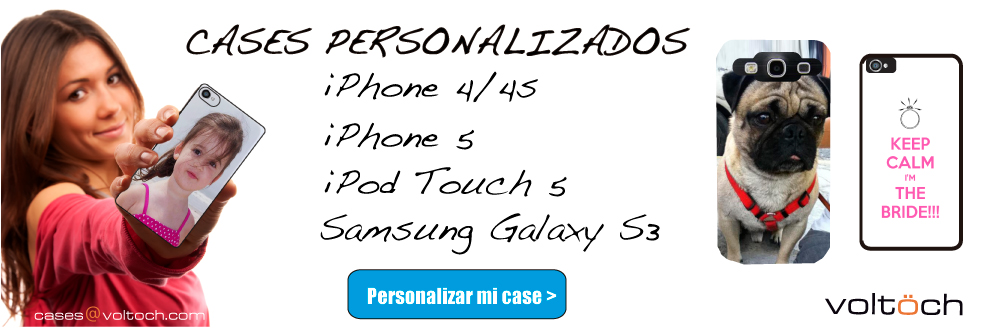 CASES PERSONALIZADOS
iPhone 4/4S
iPhone 5
iPod Touch 5
Samsung Galaxy S3
Personalizar mi case >
cases@voltoch.com
KEEP
CALM
I'M
THE
BRIDE!!!
voltöch